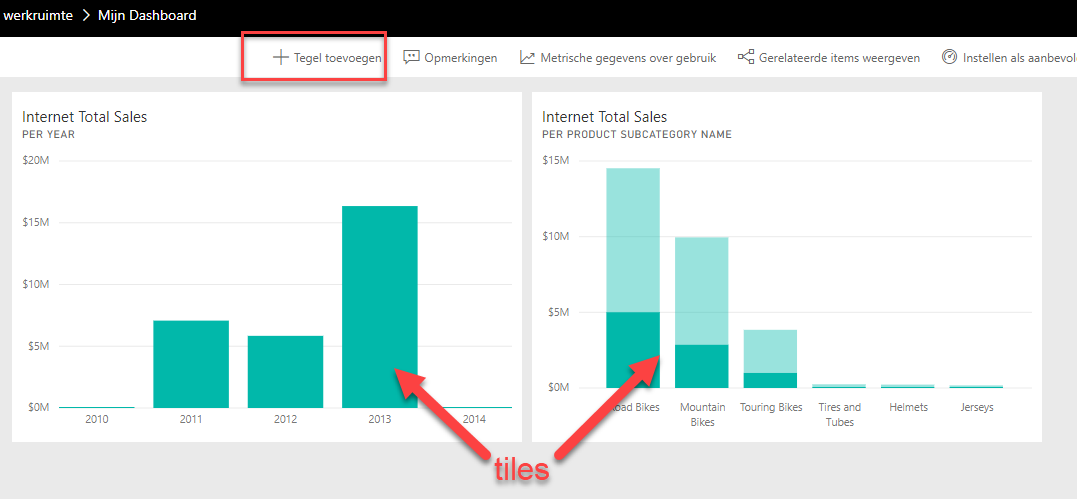 werkruimte > Mijn Dashboard
Tegel toevoegen Opmerkingen Metrische gegevens over gebruik Gerelateerde items weergeven Instellen als aanbevol
Internet Total Sales
PER YEAR
$20M
$15M
$10M
$5M
$0M
2010 2011 2012 2013 2014
Internet Total Sales
PER PRODUCT SUBCATEGORY NAME
$15M
$10M
$5M
$0M
oad Bikes
Mountain
Bikes
Touring Bikes
Tires and
Tubes
Helmets
Jerseys
tiles